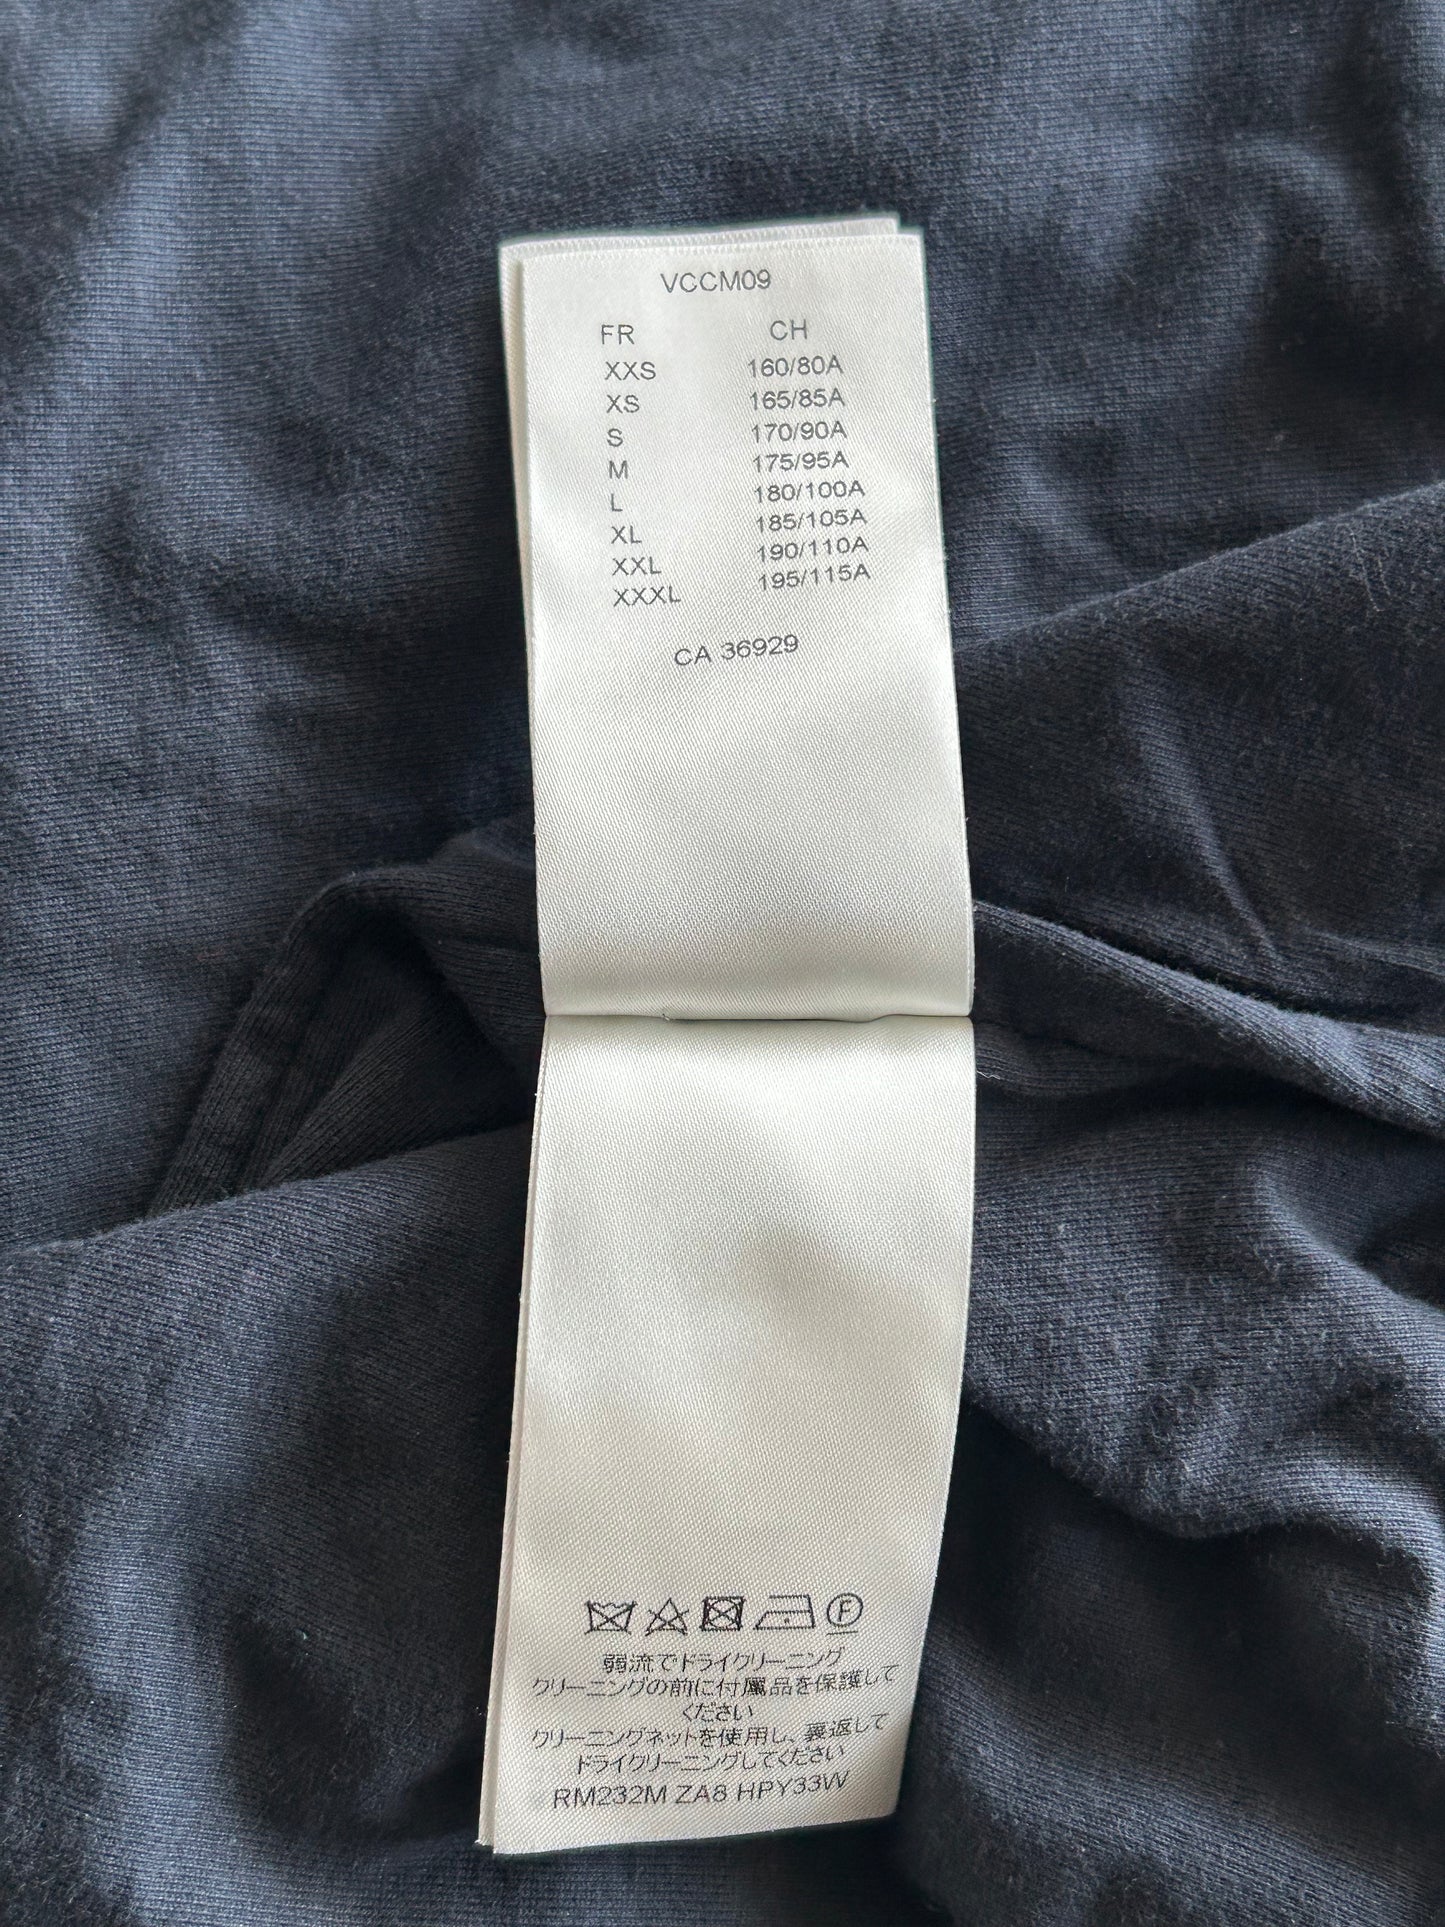 VCCM09
FR CH
XXS 160/80A
XS 165/85A
S 170/90A
M 175/95A
L 180/100A
XL 185/105A
XXL 190/110A
XXXL 195/115A
CA 36929
F
弱流でドライクリーニング
クリーニングの前に付属品を保護して
ください
クリーニングネットを使用し、裏返して
ドライクリーニングしてください
RM232M ZA8 HPY33W